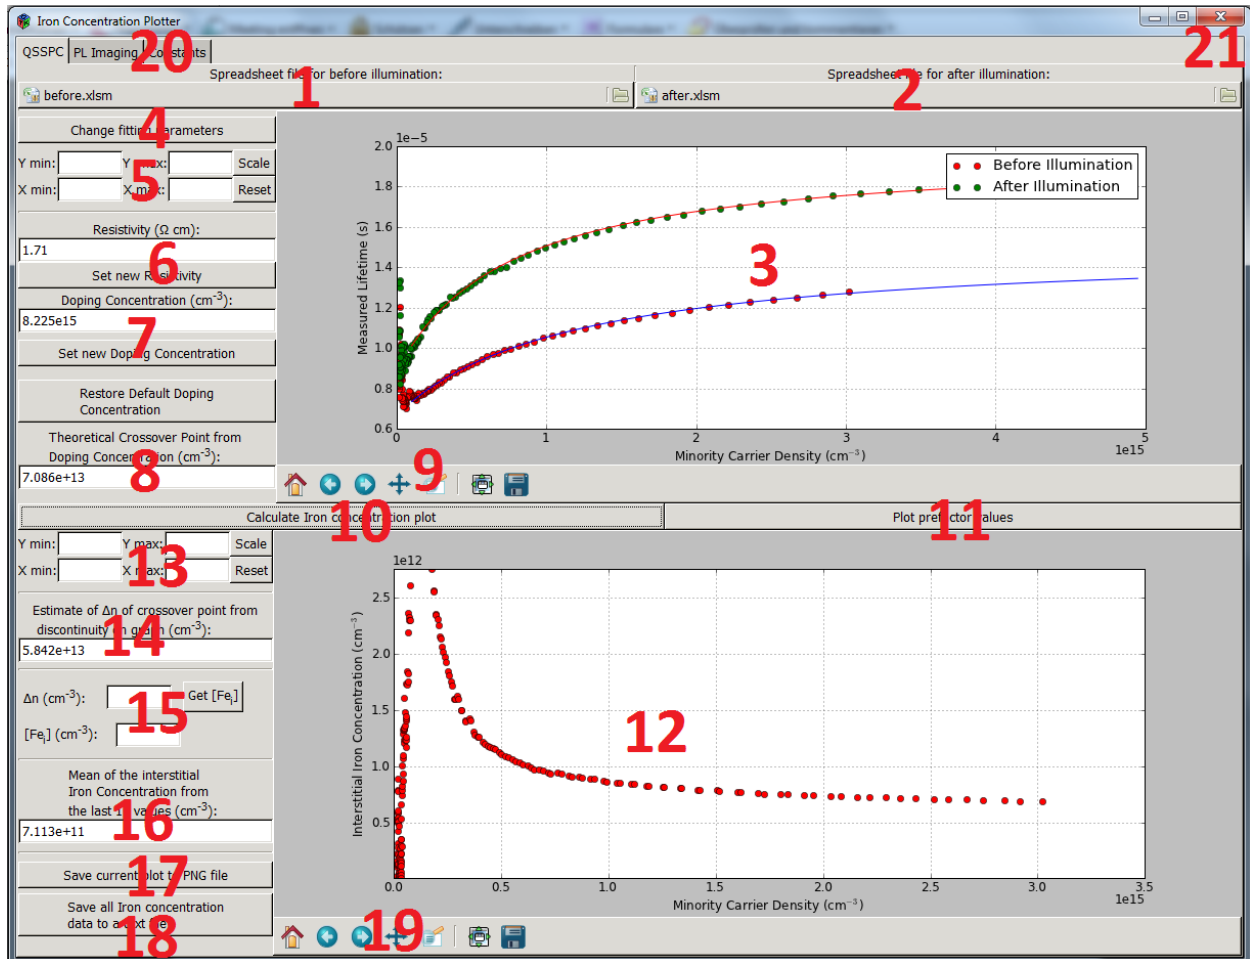 Iron Concentration Plotter
QSSPC PL Imaging Constants
20
21
Spreadsheet file for before illumination:
Spreadsheet file for after illumination:
before.xlsm
1
after.xlsm
2
Change fitting parameters
4
Y min: Y max: Scale
X min: X max: Reset
5
Resistivity (Ω cm):
1.71
6
Set new Resistivity
Doping Concentration (cm⁻³):
8.225e15
7
Set new Doping Concentration
Restore Default Doping
Concentration
Theoretical Crossover Point from
Doping Concentration (cm⁻³):
7.086e+13
8
1e−5
2.0
1.8
1.6
1.4
1.2
1.0
0.8
0.6
Measured Lifetime (s)
Before Illumination
After Illumination
3
0 1 2 3 4 5
1e15
Minority Carrier Density (cm⁻³)
9
Calculate Iron concentration plot
10
Plot prefactor values
11
Y min: Y max: Scale
X min: X max: Reset
13
Estimate of Δn of crossover point from
discontinuity on graph (cm⁻³):
5.842e+13
14
Δn (cm⁻³): Get [Feᵢ]
15
[Feᵢ] (cm⁻³):
Mean of the interstitial
Iron Concentration from
the last 10 values (cm⁻³):
7.113e+11
16
Save current plot to PNG file
17
Save all Iron concentration
data to a text file
18
1e12
2.5
2.0
1.5
1.0
0.5
Interstitial Iron Concentration (cm⁻³)
12
0.0 0.5 1.0 1.5 2.0 2.5 3.0 3.5
1e15
Minority Carrier Density (cm⁻³)
19